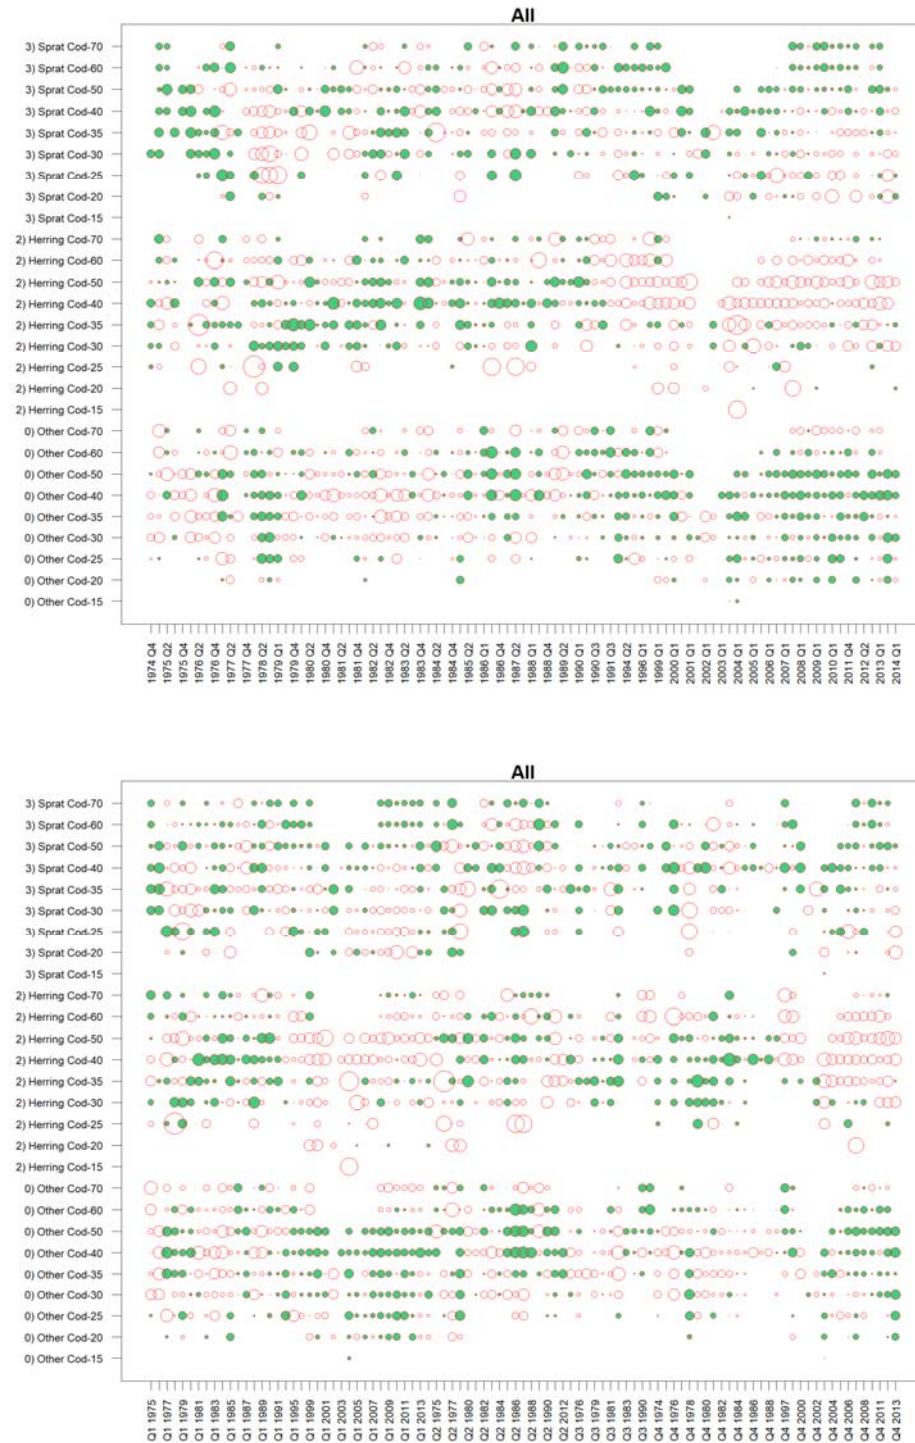 All
3) Sprat Cod-70
3) Sprat Cod-60
3) Sprat Cod-50
3) Sprat Cod-40
3) Sprat Cod-35
3) Sprat Cod-30
3) Sprat Cod-25
3) Sprat Cod-20
3) Sprat Cod-15
2) Herring Cod-70
2) Herring Cod-60
2) Herring Cod-50
2) Herring Cod-40
2) Herring Cod-35
2) Herring Cod-30
2) Herring Cod-25
2) Herring Cod-20
2) Herring Cod-15
0) Other Cod-70
0) Other Cod-60
0) Other Cod-50
0) Other Cod-40
0) Other Cod-35
0) Other Cod-30
0) Other Cod-25
0) Other Cod-20
0) Other Cod-15
1974 Q4
1975 Q2
1975 Q4
1976 Q2
1976 Q4
1977 Q2
1977 Q4
1978 Q2
1979 Q1
1979 Q4
1980 Q2
1980 Q4
1981 Q2
1981 Q4
1982 Q2
1982 Q4
1983 Q2
1983 Q4
1984 Q2
1984 Q4
1985 Q2
1986 Q1
1986 Q4
1987 Q2
1988 Q1
1988 Q4
1989 Q2
1990 Q1
1990 Q3
1991 Q3
1994 Q2
1996 Q4
1999 Q1
2000 Q1
2001 Q1
2002 Q1
2003 Q1
2004 Q1
2005 Q1
2006 Q1
2007 Q1
2008 Q1
2009 Q1
2010 Q1
2011 Q4
2012 Q2
2013 Q1
2014 Q1
All
3) Sprat Cod-70
3) Sprat Cod-60
3) Sprat Cod-50
3) Sprat Cod-40
3) Sprat Cod-35
3) Sprat Cod-30
3) Sprat Cod-25
3) Sprat Cod-20
3) Sprat Cod-15
2) Herring Cod-70
2) Herring Cod-60
2) Herring Cod-50
2) Herring Cod-40
2) Herring Cod-35
2) Herring Cod-30
2) Herring Cod-25
2) Herring Cod-20
2) Herring Cod-15
0) Other Cod-70
0) Other Cod-60
0) Other Cod-50
0) Other Cod-40
0) Other Cod-35
0) Other Cod-30
0) Other Cod-25
0) Other Cod-20
0) Other Cod-15
Q1 1975
Q1 1977
Q1 1979
Q1 1981
Q1 1983
Q1 1985
Q1 1987
Q1 1989
Q1 1991
Q1 1995
Q1 1999
Q1 2001
Q1 2003
Q1 2005
Q1 2007
Q1 2009
Q1 2011
Q1 2013
Q2 1975
Q2 1977
Q2 1980
Q2 1982
Q2 1984
Q2 1986
Q2 1988
Q2 1990
Q2 2012
Q3 1976
Q3 1979
Q3 1981
Q3 1983
Q3 1990
Q4 1974
Q4 1976
Q4 1978
Q4 1980
Q4 1982
Q4 1984
Q4 1986
Q4 1988
Q4 1997
Q4 2000
Q4 2002
Q4 2004
Q4 2006
Q4 2008
Q4 2011
Q4 2013